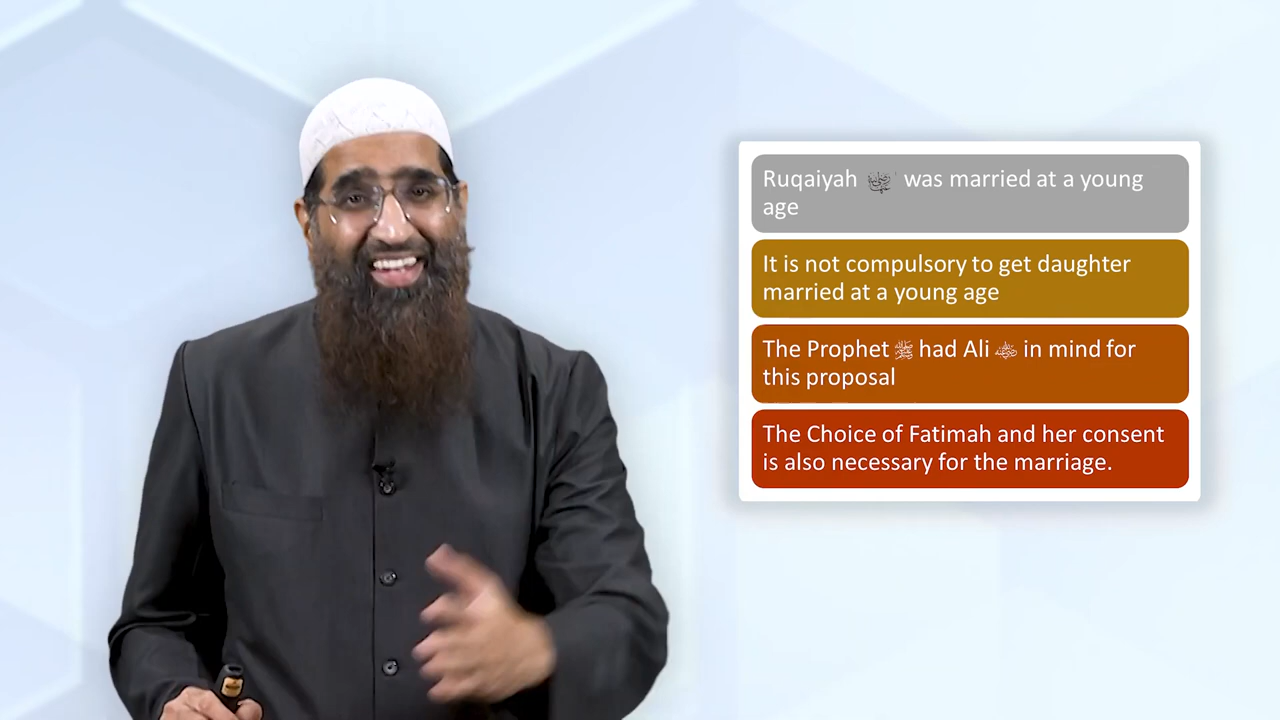 Ruqaiyah was married at a young
age
It is not compulsory to get daughter
married at a young age
The Prophet ﷺ had Ali in mind for
this proposal
The Choice of Fatimah and her consent
is also necessary for the marriage.